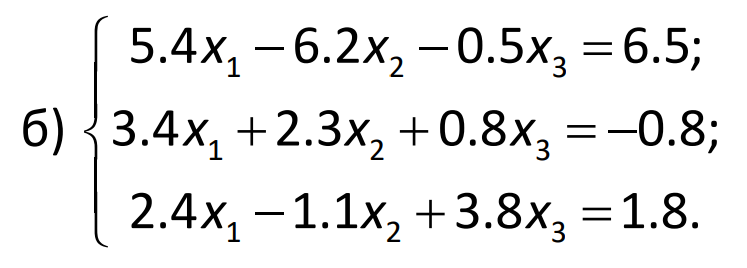 5.4x₁ − 6.2x₂ − 0.5x₃ = 6.5;
б) 3.4x₁ + 2.3x₂ + 0.8x₃ = −0.8;
2.4x₁ − 1.1x₂ + 3.8x₃ = 1.8.